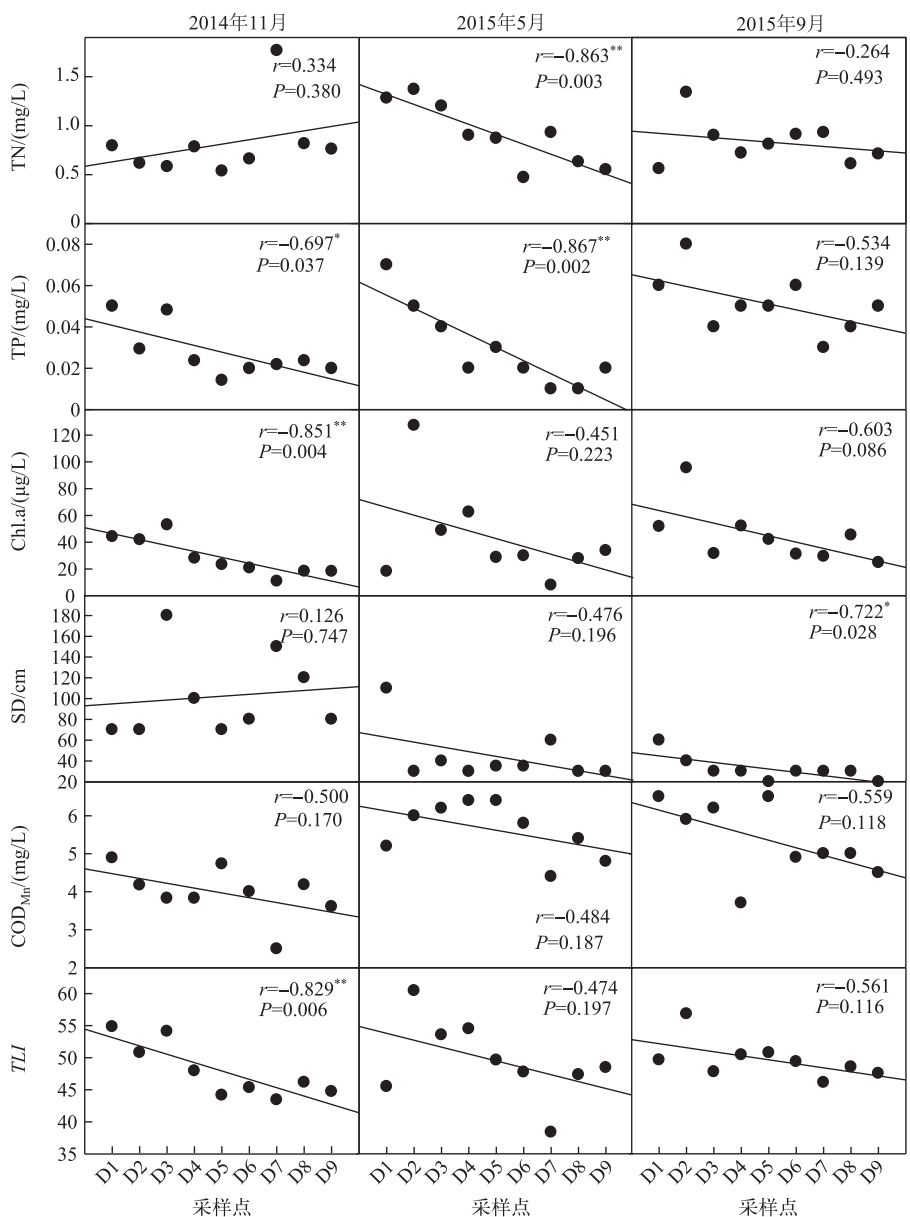 2014年11月 2015年5月 2015年9月
TN/(mg/L)
1.5
1.0
0.5
0
r=0.334
P=0.380
r=−0.863**
P=0.003
r=−0.264
P=0.493
TP/(mg/L)
0.08
0.06
0.04
0.02
0
r=−0.697*
P=0.037
r=−0.867**
P=0.002
r=−0.534
P=0.139
Chl.a/(μg/L)
120
100
80
60
40
20
0
r=−0.851**
P=0.004
r=−0.451
P=0.223
r=−0.603
P=0.086
SD/cm
180
160
140
120
100
80
60
40
20
r=0.126
P=0.747
r=−0.476
P=0.196
r=−0.722*
P=0.028
CODMn/(mg/L)
6
5
4
3
2
r=−0.500
P=0.170
r=−0.484
P=0.187
r=−0.559
P=0.118
TLI
60
55
50
45
40
35
r=−0.829**
P=0.006
r=−0.474
P=0.197
r=−0.561
P=0.116
D1 D2 D3 D4 D5 D6 D7 D8 D9 D1 D2 D3 D4 D5 D6 D7 D8 D9 D1 D2 D3 D4 D5 D6 D7 D8 D9
采样点 采样点 采样点